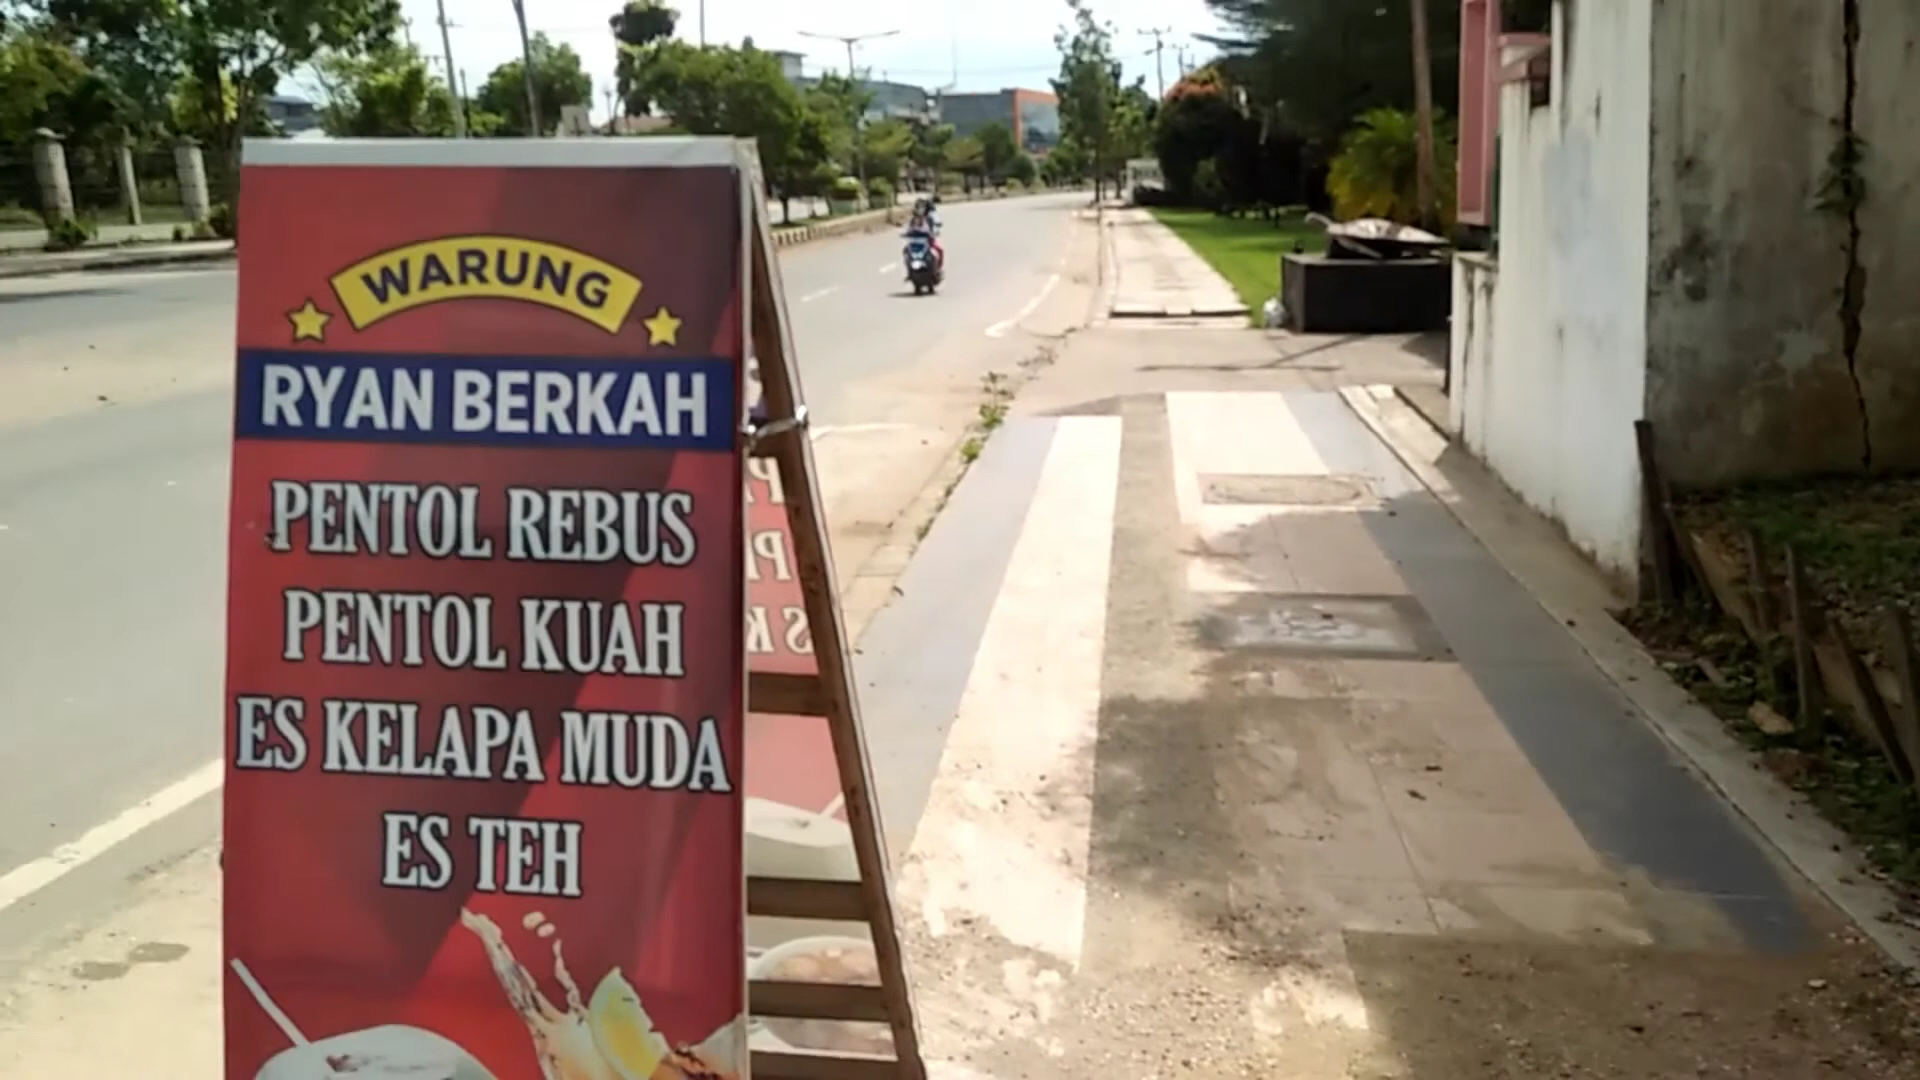 WARUNG
RYAN BERKAH
PENTOL REBUS
PENTOL KUAH
ES KELAPA MUDA
ES TEH